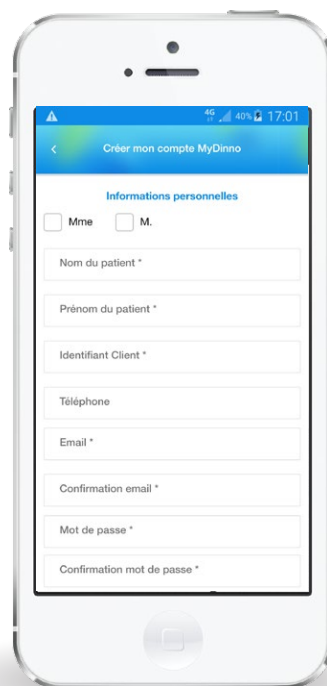 4G 40% 17:01
Créer mon compte MyDinno
Informations personnelles
Mme M.
Nom du patient *
Prénom du patient *
Identifiant Client *
Téléphone
Email *
Confirmation email *
Mot de passe *
Confirmation mot de passe *